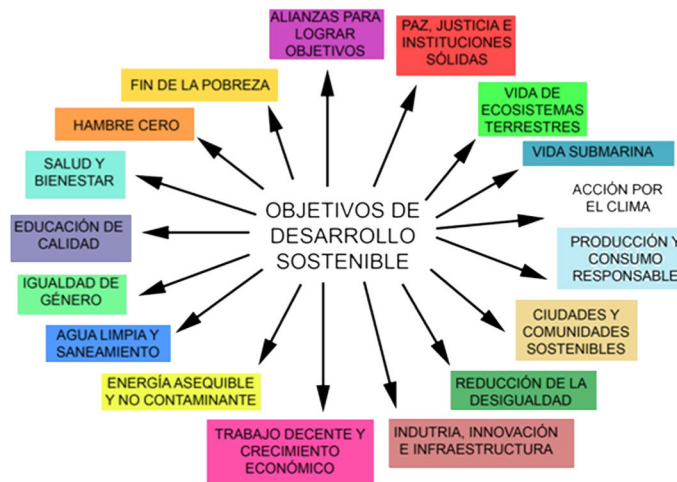 ALIANZAS PARA
LOGRAR
OBJETIVOS
PAZ, JUSTICIA E
INSTITUCIONES
SÓLIDAS
FIN DE LA POBREZA
VIDA DE
ECOSISTEMAS
TERRESTRES
HAMBRE CERO
VIDA SUBMARINA
SALUD Y
BIENESTAR
ACCIÓN POR
EL CLIMA
OBJETIVOS DE
DESARROLLO
SOSTENIBLE
EDUCACIÓN DE
CALIDAD
PRODUCCIÓN Y
CONSUMO
RESPONSABLE
IGUALDAD DE
GÉNERO
CIUDADES Y
COMUNIDADES
SOSTENIBLES
AGUA LIMPIA Y
SANEAMIENTO
ENERGÍA ASEQUIBLE
Y NO CONTAMINANTE
REDUCCIÓN DE LA
DESIGUALDAD
TRABAJO DECENTE Y
CRECIMIENTO
ECONÓMICO
INDUTRIA, INNOVACIÓN
E INFRAESTRUCTURA